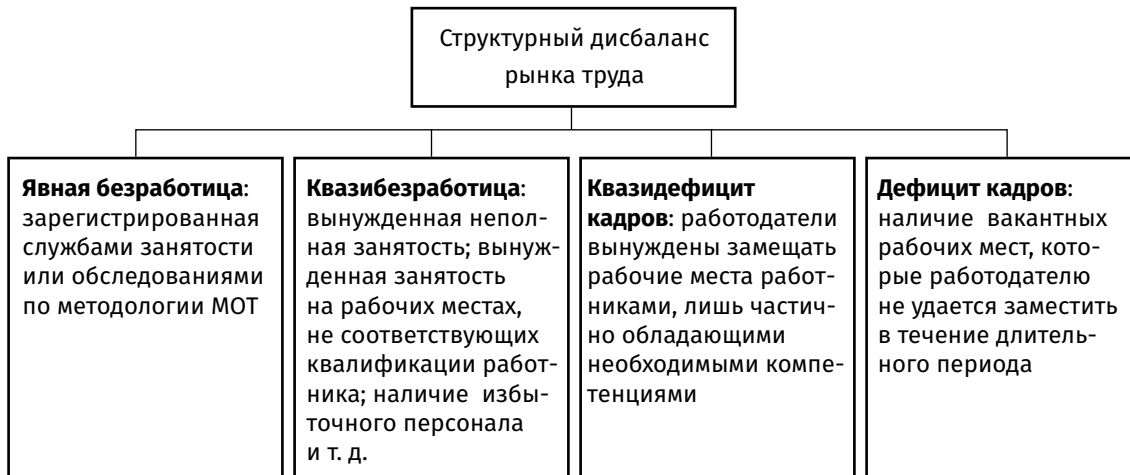 Структурный дисбаланс
рынка труда
Явная безработица:
зарегистрированная
службами занятости
или обследованиями
по методологии МОТ
Квазибезработица:
вынужденная непол-
ная занятость; вынуж-
денная занятость
на рабочих местах,
не соответствующих
квалификации работ-
ника; наличие избы-
точного персонала
и т. д.
Квазидефицит
кадров: работодатели
вынуждены замещать
рабочие места работ-
никами, лишь частич-
но обладающими
необходимыми компе-
тенциями
Дефицит кадров:
наличие вакантных
рабочих мест, кото-
рые работодателю
не удается заместить
в течение длитель-
ного периода